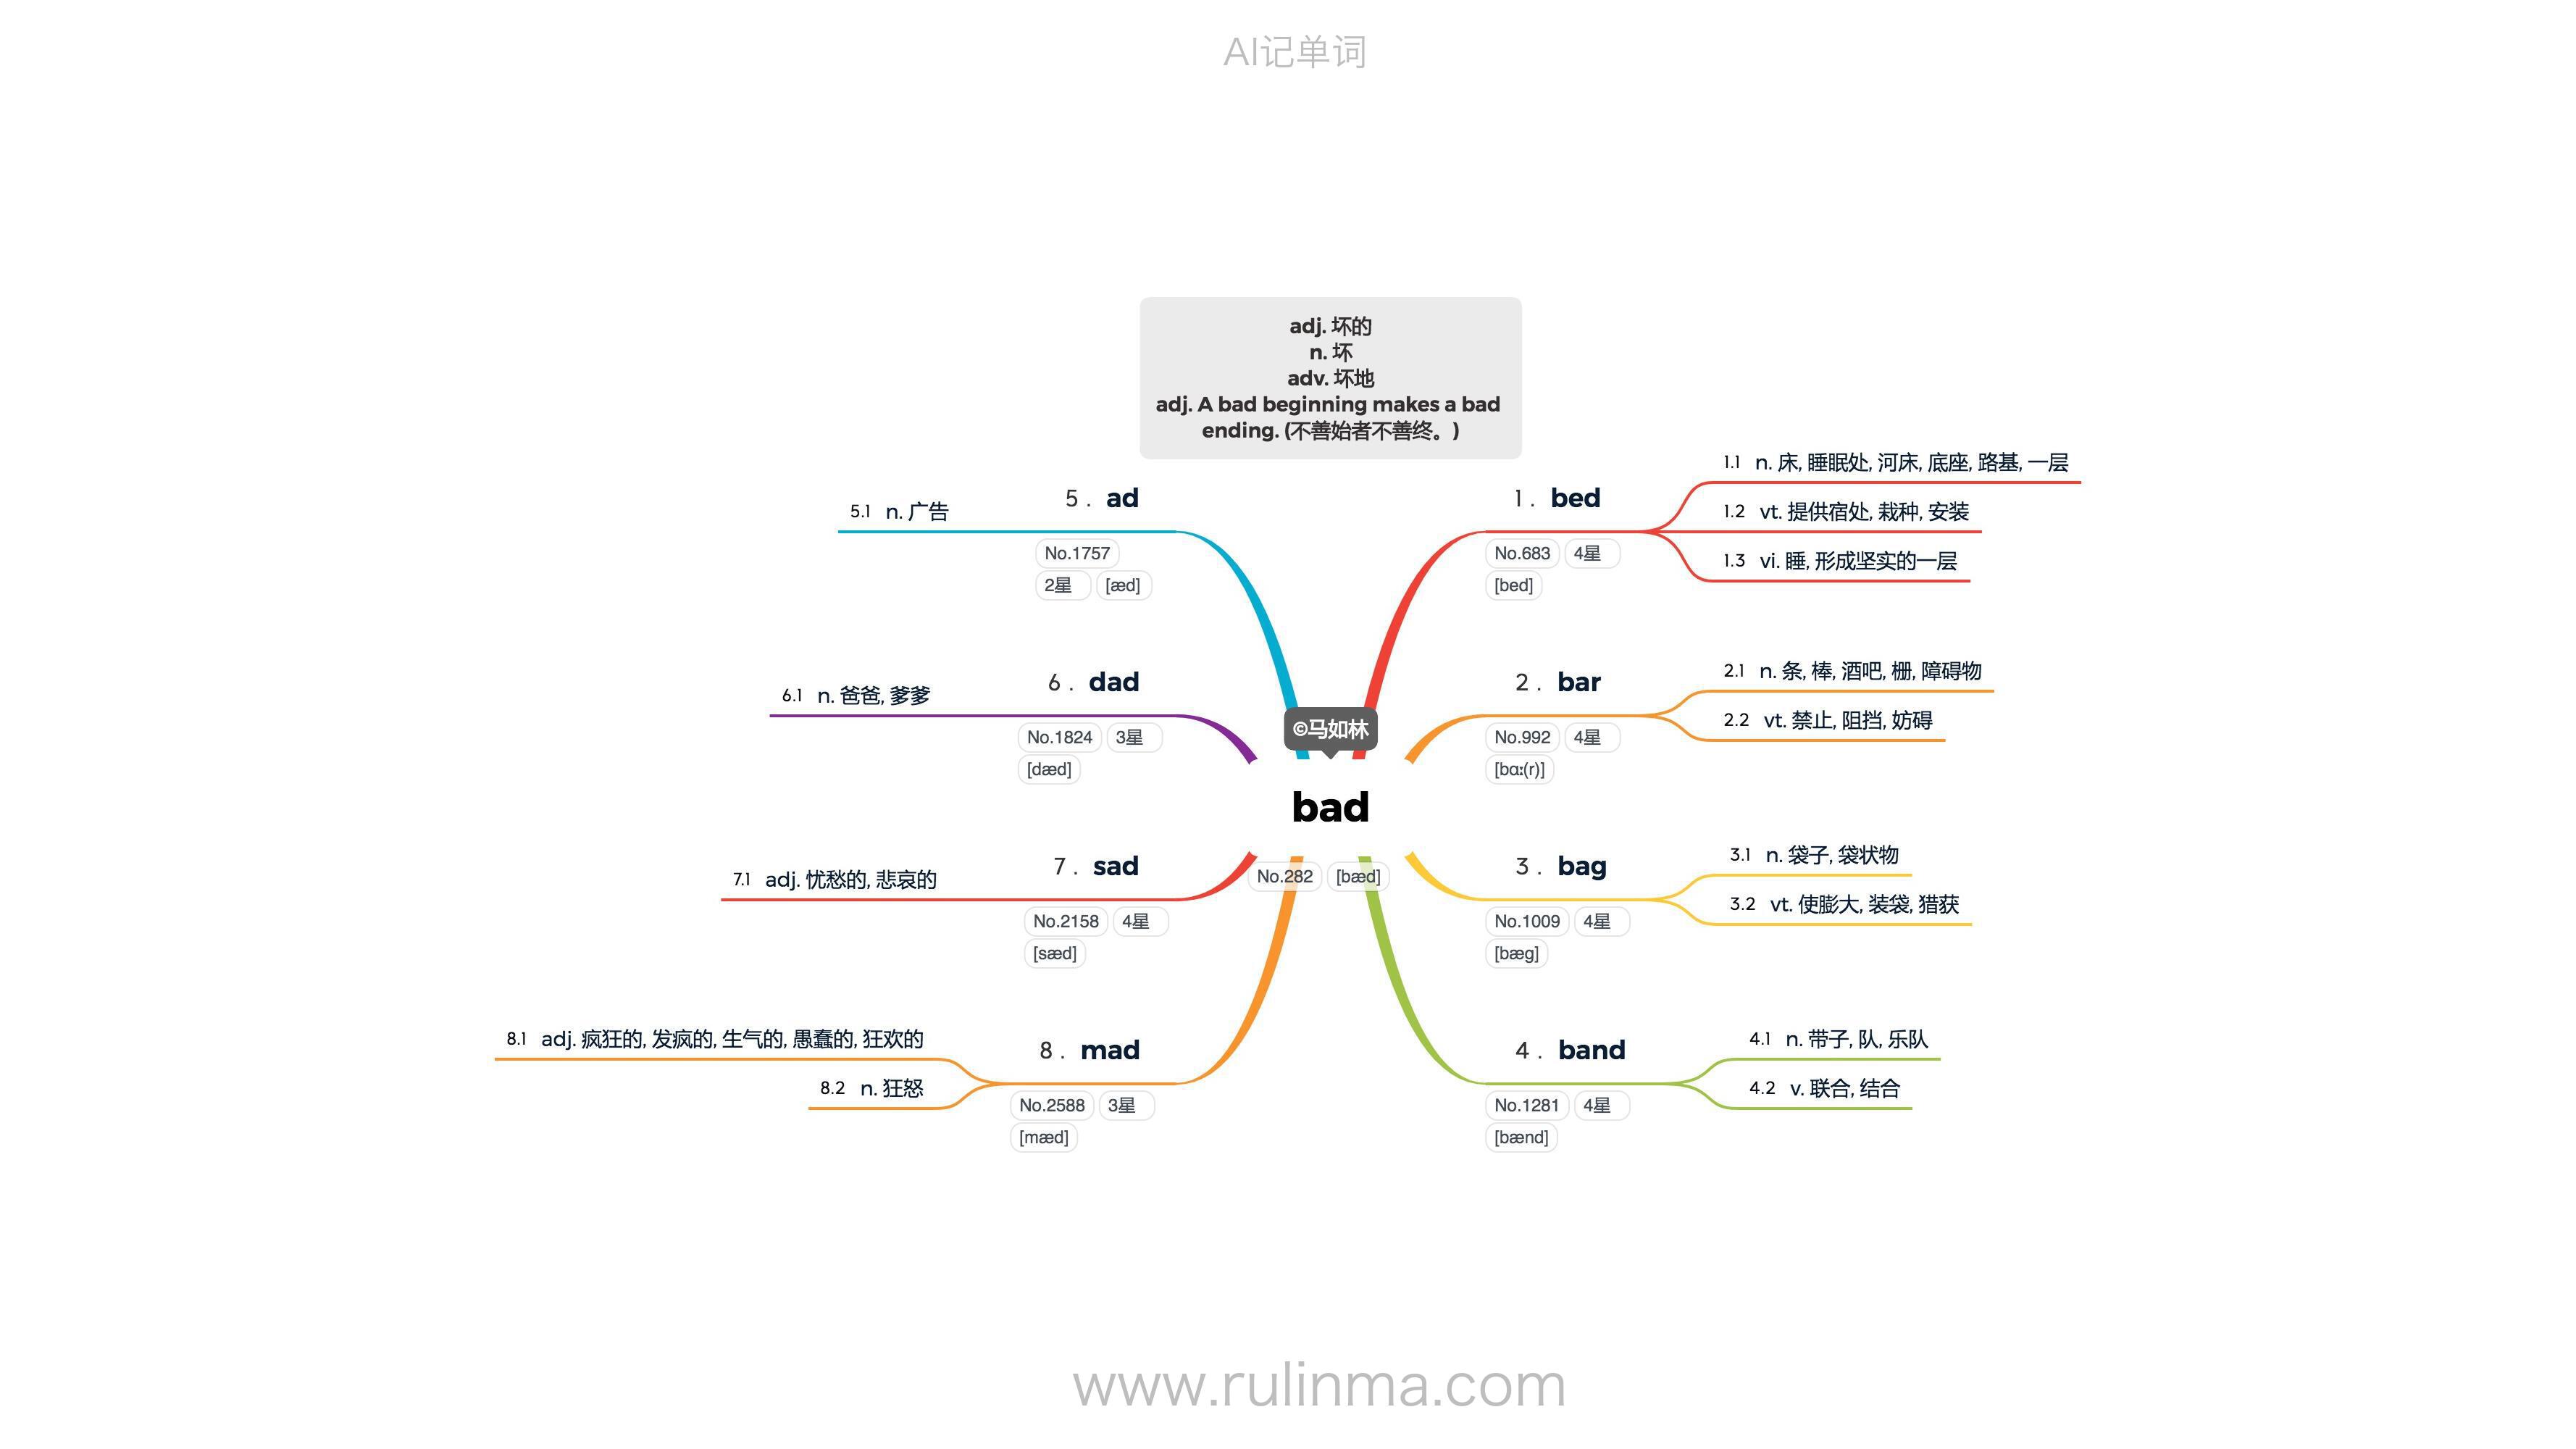 AI记单词
adj. 坏的
n. 坏
adv. 坏地
adj. A bad beginning makes a bad
ending. (不善始者不善终。)
©马如林
bad
No.282 [bæd]
1. bed
No.683 4星
[bed]
1.1 n. 床, 睡眠处, 河床, 底座, 路基, 一层
1.2 vt. 提供宿处, 栽种, 安装
1.3 vi. 睡, 形成坚实的一层
2. bar
No.992 4星
[bɑː(r)]
2.1 n. 条, 棒, 酒吧, 栅, 障碍物
2.2 vt. 禁止, 阻挡, 妨碍
3. bag
No.1009 4星
[bæg]
3.1 n. 袋子, 袋状物
3.2 vt. 使膨大, 装袋, 猎获
4. band
No.1281 4星
[bænd]
4.1 n. 带子, 队, 乐队
4.2 v. 联合, 结合
5. ad
No.1757
2星 [æd]
5.1 n. 广告
6. dad
No.1824 3星
[dæd]
6.1 n. 爸爸, 爹爹
7. sad
No.2158 4星
[sæd]
7.1 adj. 忧愁的, 悲哀的
8. mad
No.2588 3星
[mæd]
8.1 adj. 疯狂的, 发疯的, 生气的, 愚蠢的, 狂欢的
8.2 n. 狂怒
www.rulinma.com